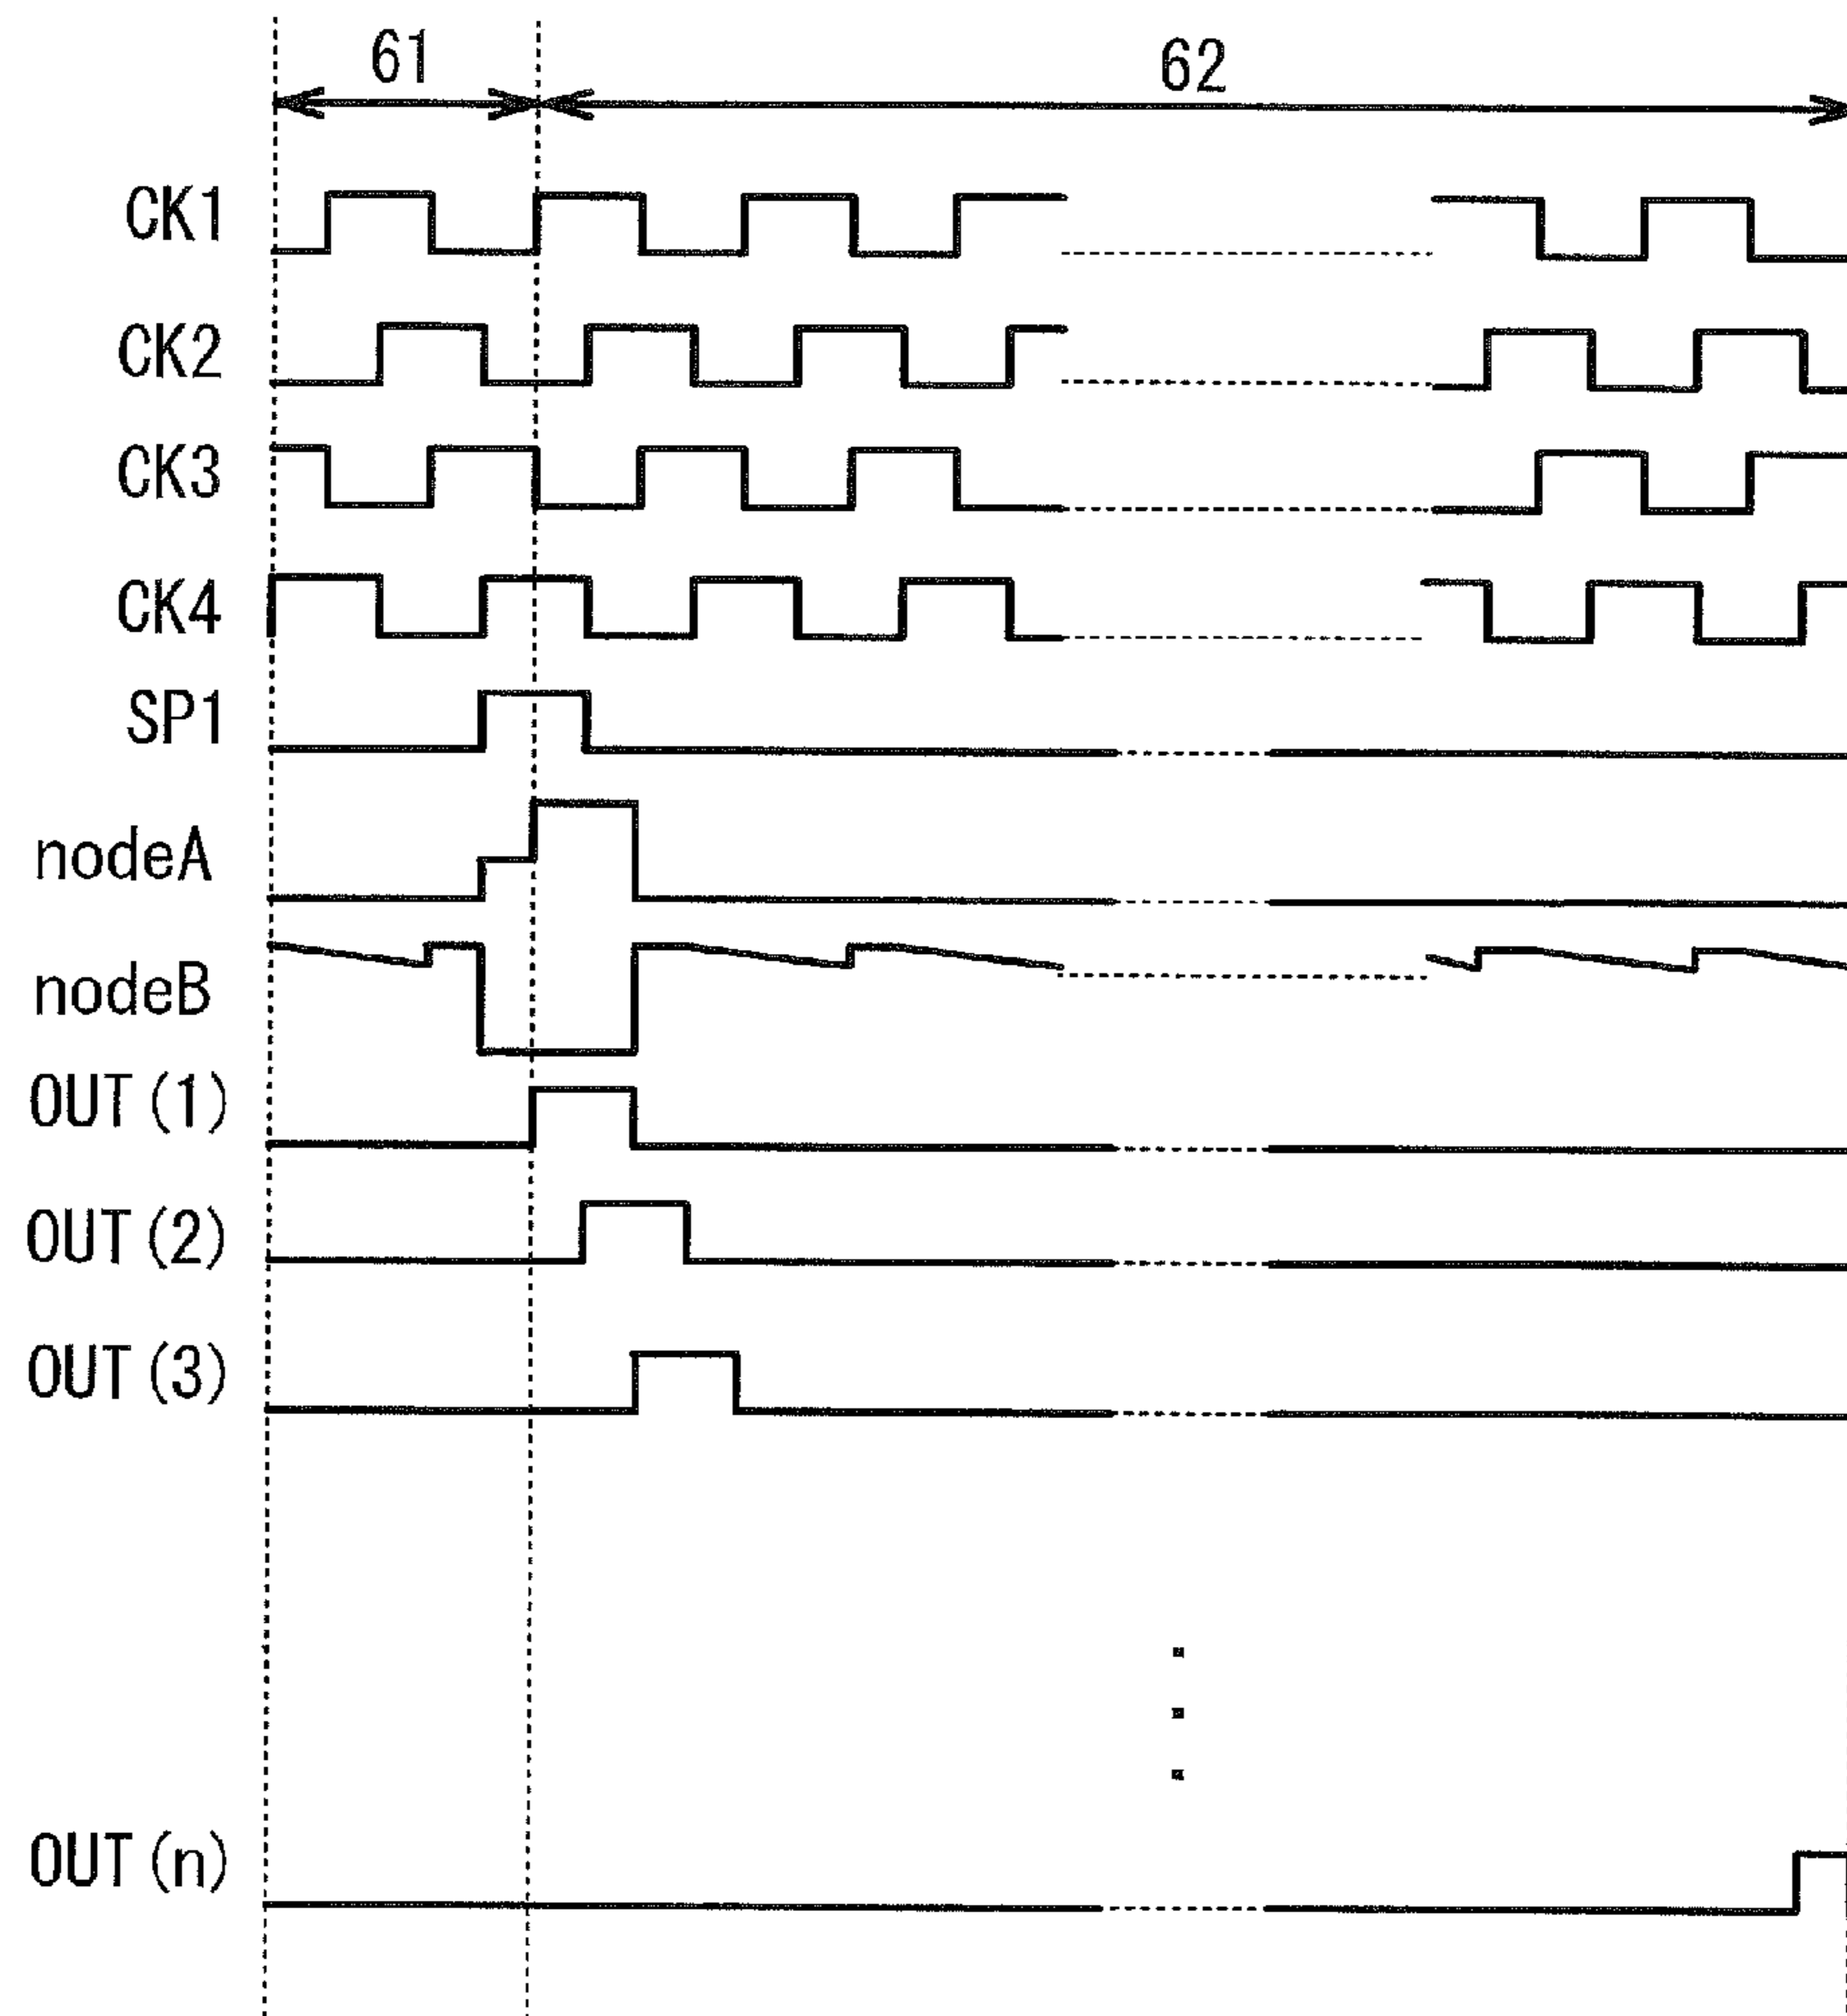 61 62
CK1
CK2
CK3
CK4
SP1
nodeA
nodeB
OUT(1)
OUT(2)
OUT(3)
OUT(n)